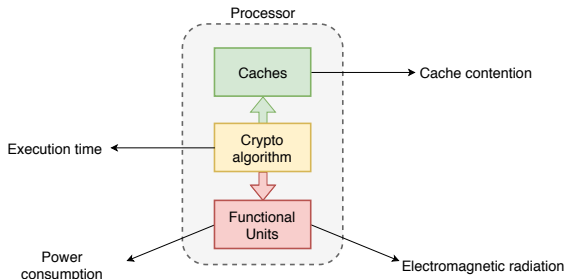 Processor
Caches
Cache contention
Execution time
Crypto
algorithm
Functional
Units
Power
consumption
Electromagnetic radiation